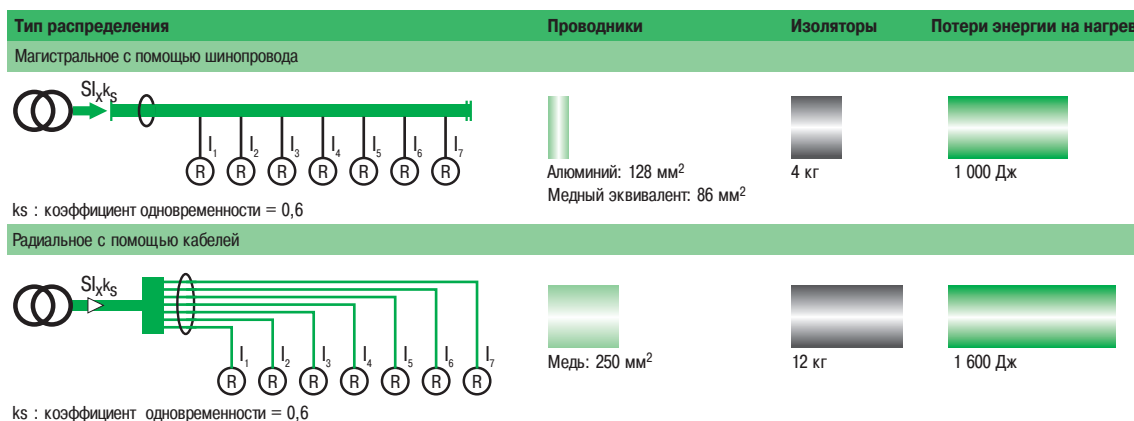 Тип распределения Проводники Изоляторы Потери энергии на нагрев
Магистральное с помощью шинопровода
SIxks
I1 I2 I3 I4 I5 I6 I7
R R R R R R R
Алюминий: 128 мм² 4 кг 1 000 Дж
Медный эквивалент: 86 мм²
ks : коэффициент одновременности = 0,6
Радиальное с помощью кабелей
SIxks
I1 I2 I3 I4 I5 I6 I7
R R R R R R R
Медь: 250 мм² 12 кг 1 600 Дж
ks : коэффициент одновременности = 0,6